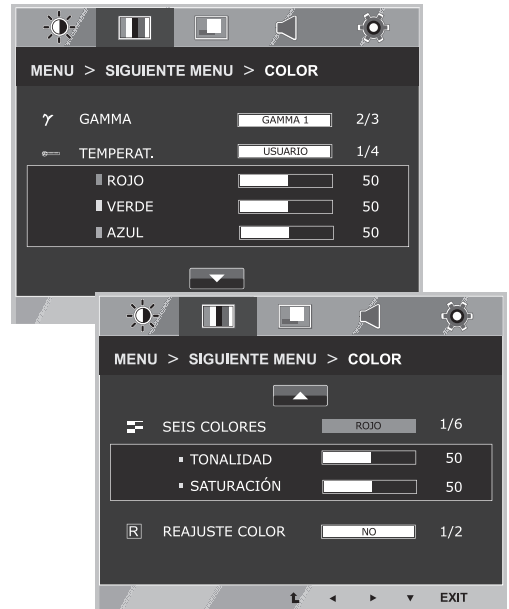 MENU > SIGUIENTE MENU > COLOR
γ GAMMA GAMMA 1 2/3
TEMPERAT. USUARIO 1/4
ROJO 50
VERDE 50
AZUL 50
MENU > SIGUIENTE MENU > COLOR
SEIS COLORES ROJO 1/6
TONALIDAD 50
SATURACIÓN 50
R REAJUSTE COLOR NO 1/2
EXIT